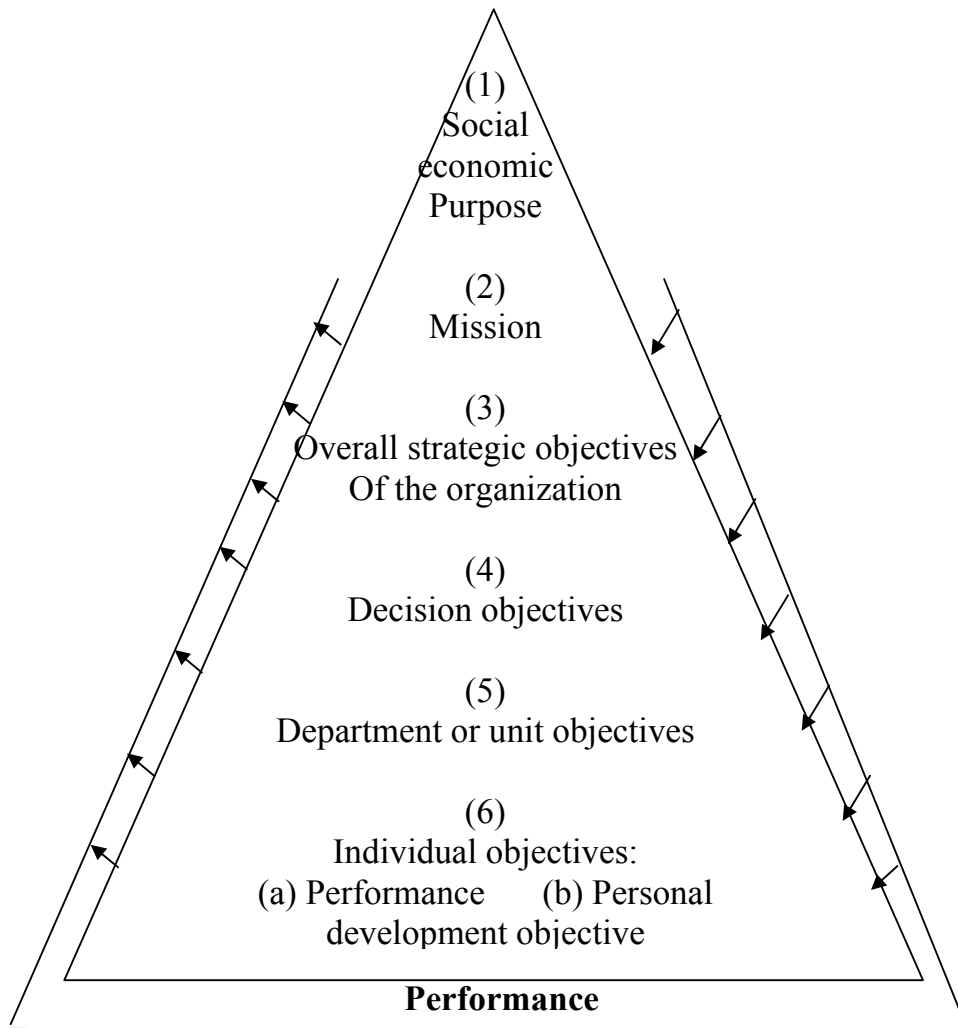 (1)
Social
economic
Purpose
(2)
Mission
(3)
Overall strategic objectives
Of the organization
(4)
Decision objectives
(5)
Department or unit objectives
(6)
Individual objectives:
(a) Performance (b) Personal
development objective
Performance